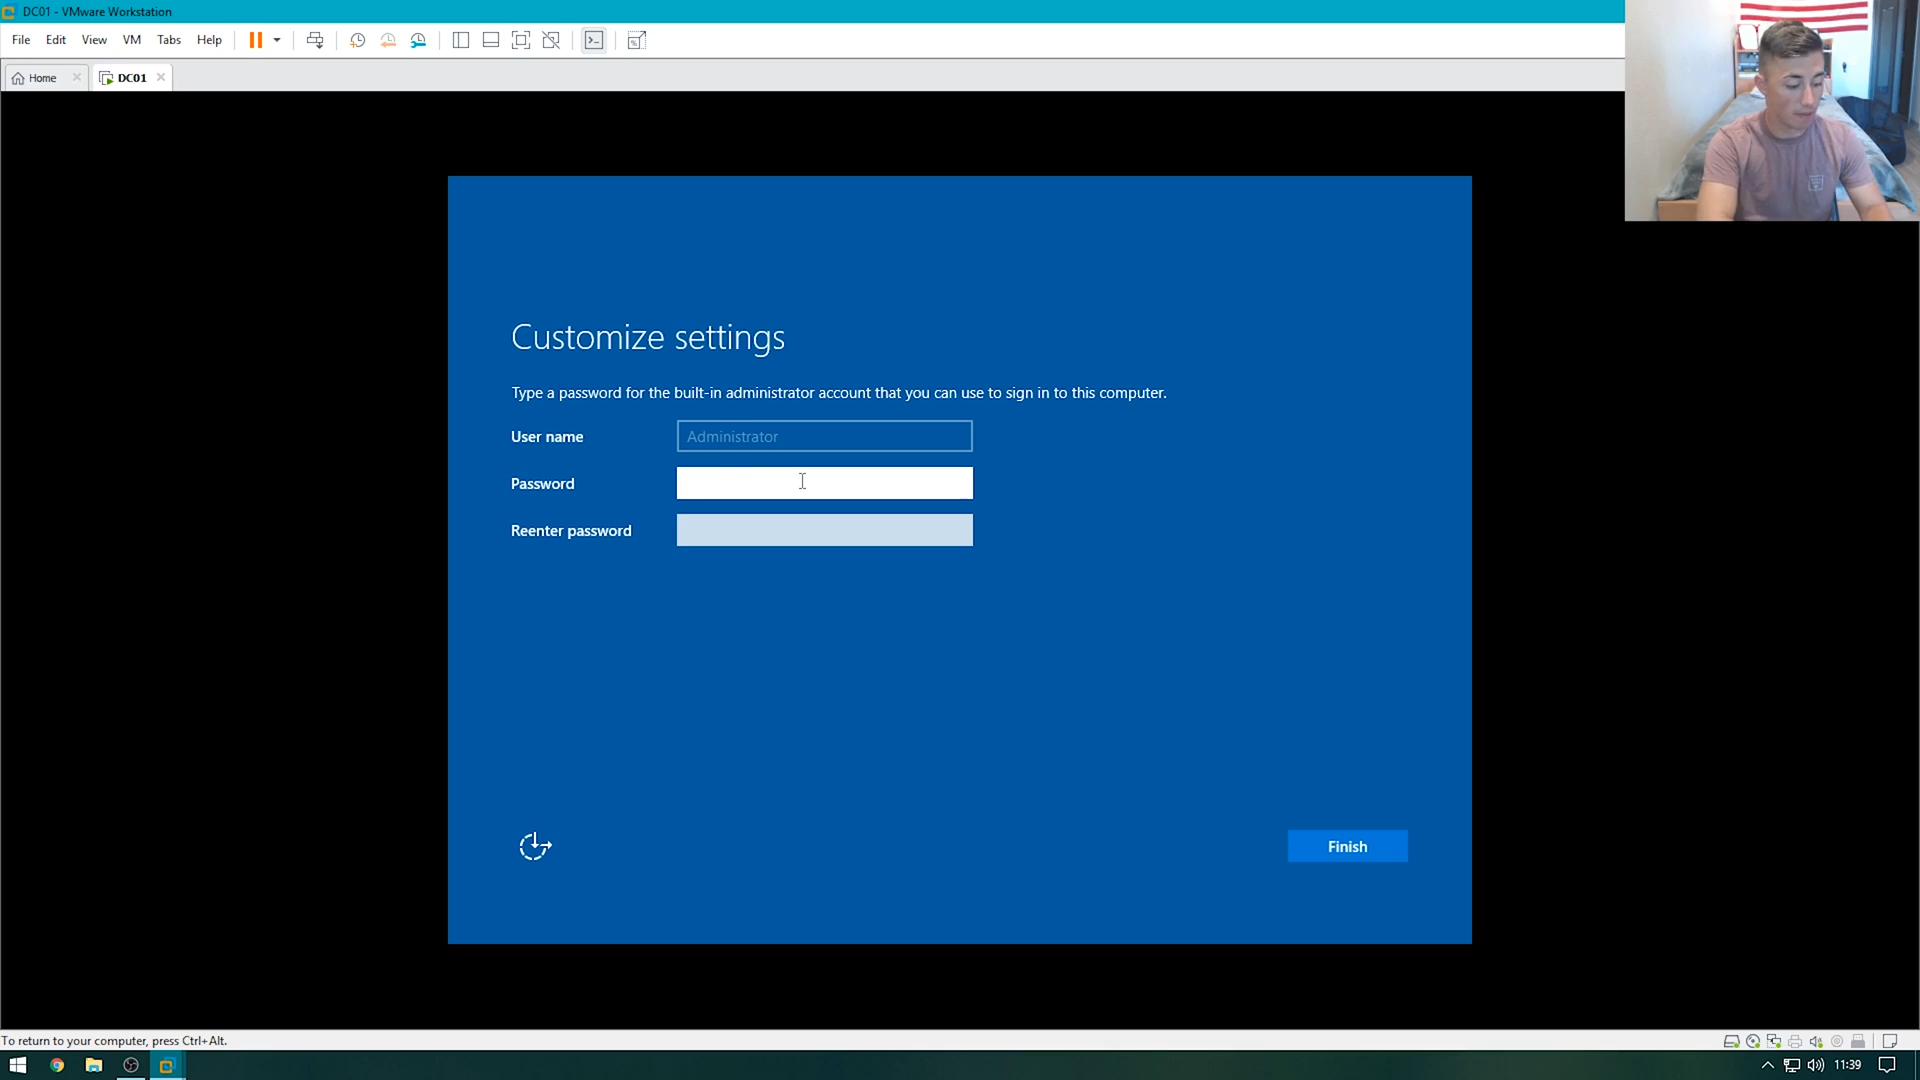 DC01 - VMware Workstation
File Edit View VM Tabs Help
Home DC01
Customize settings
Type a password for the built-in administrator account that you can use to sign in to this computer.
User name Administrator
Password
Reenter password
Finish
To return to your computer, press Ctrl+Alt.
11:39